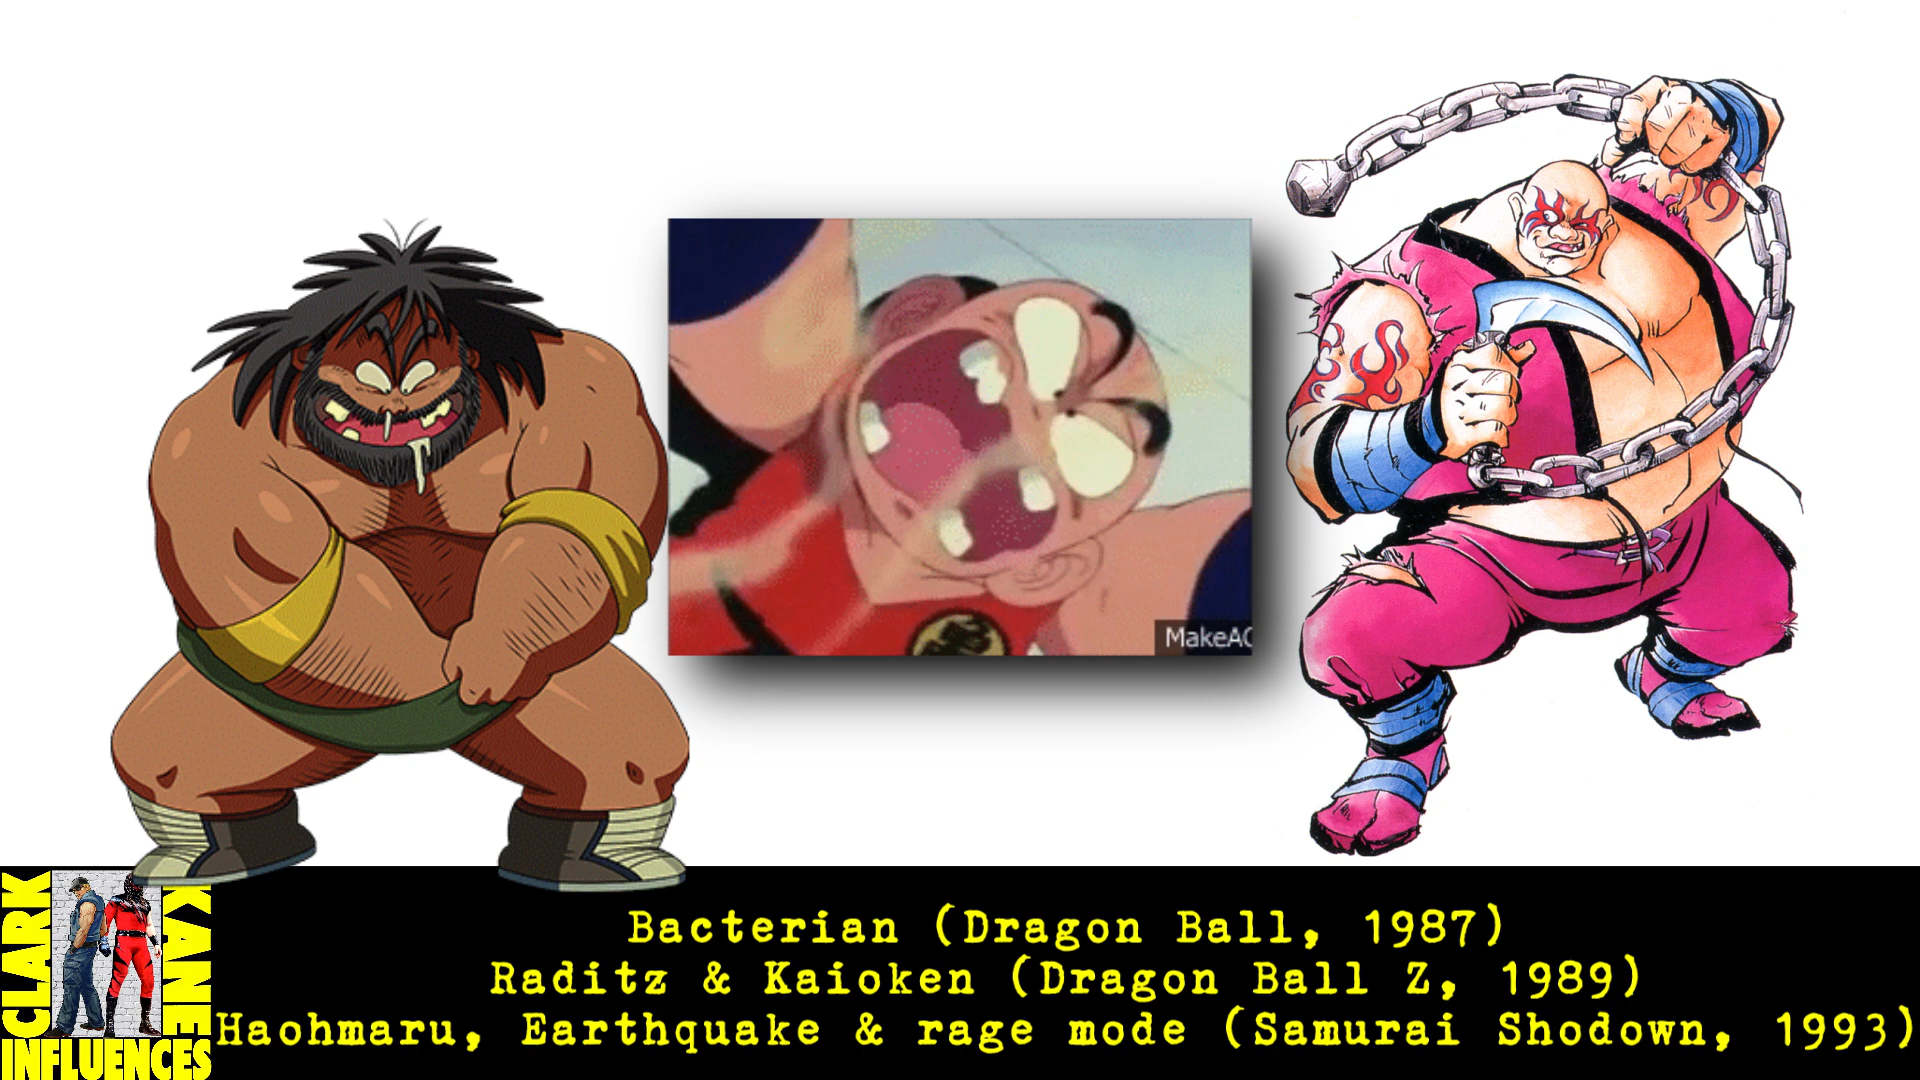 MakeAG
Bacterian (Dragon Ball, 1987)
Raditz & Kaioken (Dragon Ball Z, 1989)
Haohmaru, Earthquake & rage mode (Samurai Shodown, 1993)
CLARK
KANE
INFLUENCES